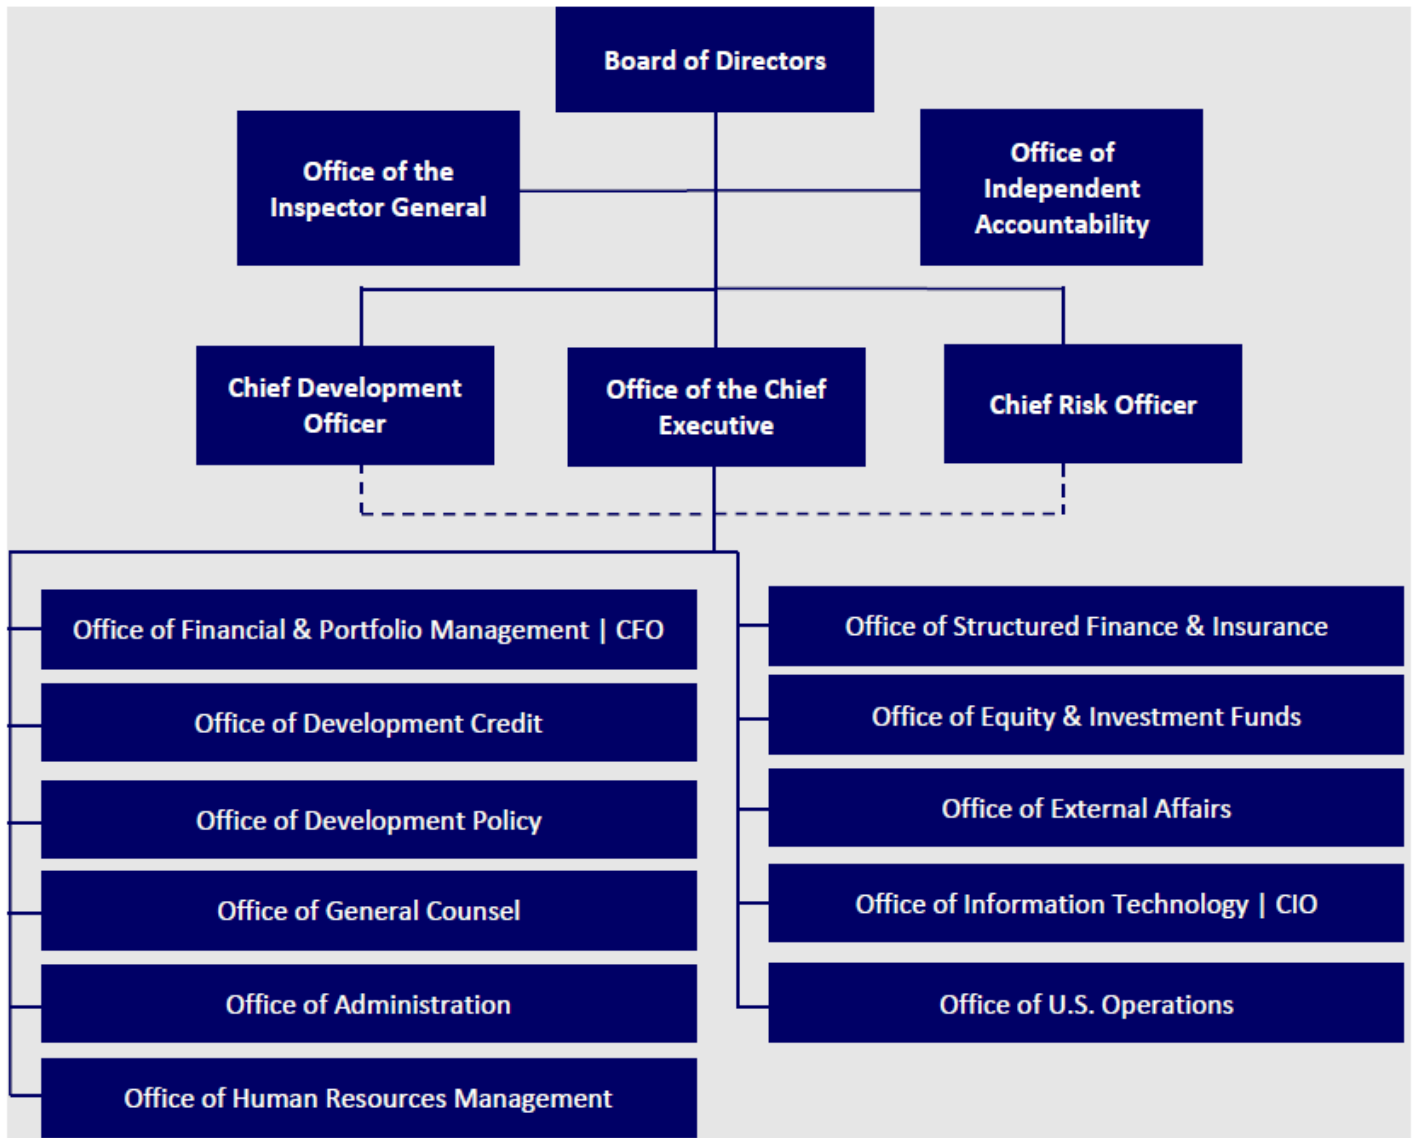 Board of Directors
Office of the
Inspector General
Office of
Independent
Accountability
Chief Development
Officer
Office of the Chief
Executive
Chief Risk Officer
Office of Financial & Portfolio Management | CFO
Office of Development Credit
Office of Development Policy
Office of General Counsel
Office of Administration
Office of Human Resources Management
Office of Structured Finance & Insurance
Office of Equity & Investment Funds
Office of External Affairs
Office of Information Technology | CIO
Office of U.S. Operations